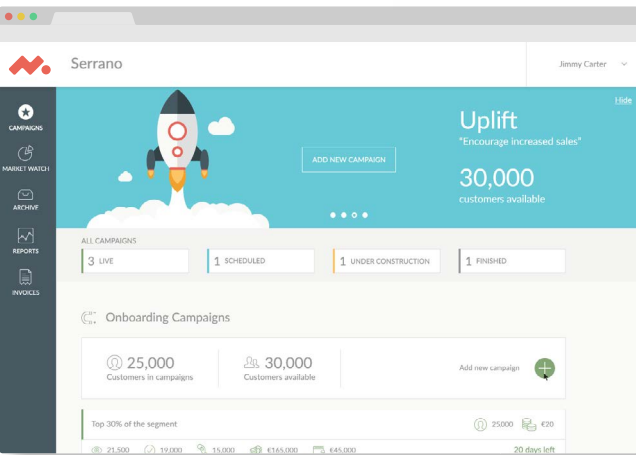 Serrano
Jimmy Carter
CAMPAIGNS
MARKET WATCH
ARCHIVE
REPORTS
INVOICES
Hide
Uplift
"Encourage increased sales"
30,000
customers available
ADD NEW CAMPAIGN
ALL CAMPAIGNS
3 LIVE
1 SCHEDULED
1 UNDER CONSTRUCTION
1 FINISHED
Onboarding Campaigns
25,000
Customers in campaigns
30,000
Customers available
Add new campaign
Top 30% of the segment
25000 €20
21,500 19,000 15,000 €165,000 €45,000
20 days left